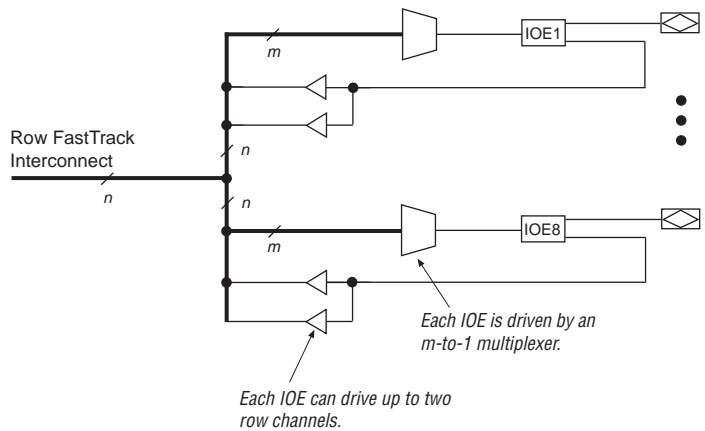 m
IOE1
Row FastTrack
Interconnect
n
n
n
m
IOE8
Each IOE is driven by an
m-to-1 multiplexer.
Each IOE can drive up to two
row channels.